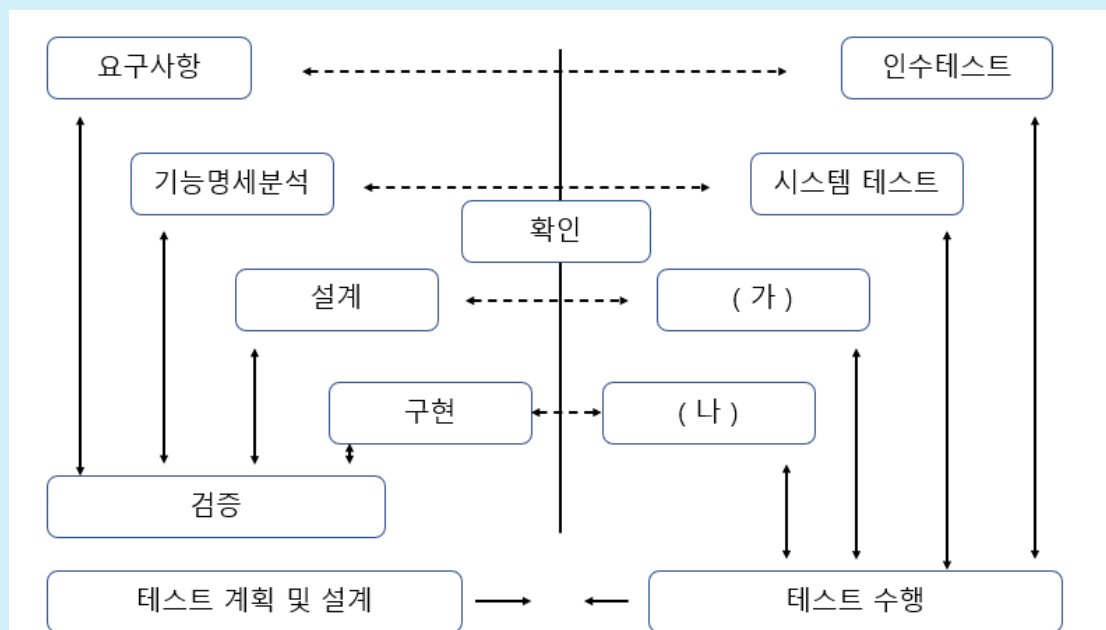 요구사항
인수테스트
기능명세분석
시스템 테스트
확인
설계
( 가 )
구현
( 나 )
검증
테스트 계획 및 설계
테스트 수행